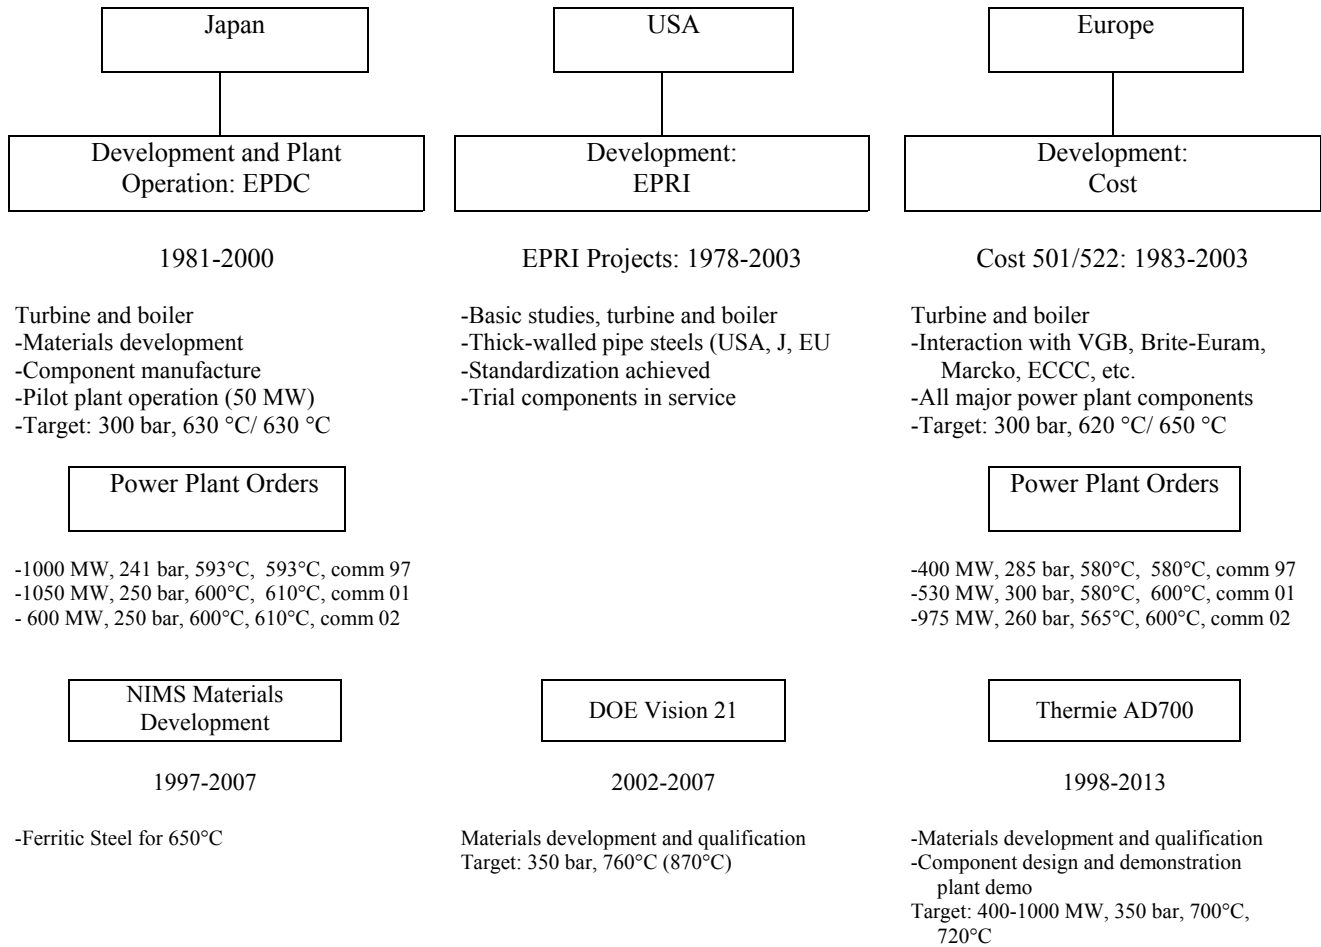 Japan
Development and Plant
Operation: EPDC
1981-2000
Turbine and boiler
-Materials development
-Component manufacture
-Pilot plant operation (50 MW)
-Target: 300 bar, 630 °C/ 630 °C
Power Plant Orders
-1000 MW, 241 bar, 593°C,  593°C, comm 97
-1050 MW, 250 bar, 600°C,  610°C, comm 01
- 600 MW, 250 bar, 600°C, 610°C, comm 02
NIMS Materials
Development
1997-2007
-Ferritic Steel for 650°C
USA
Development:
EPRI
EPRI Projects: 1978-2003
-Basic studies, turbine and boiler
-Thick-walled pipe steels (USA, J, EU
-Standardization achieved
-Trial components in service
DOE Vision 21
2002-2007
Materials development and qualification
Target: 350 bar, 760°C (870°C)
Europe
Development:
Cost
Cost 501/522: 1983-2003
Turbine and boiler
-Interaction with VGB, Brite-Euram,
Marcko, ECCC, etc.
-All major power plant components
-Target: 300 bar, 620 °C/ 650 °C
Power Plant Orders
-400 MW, 285 bar, 580°C,  580°C, comm 97
-530 MW, 300 bar, 580°C,  600°C, comm 01
-975 MW, 260 bar, 565°C, 600°C, comm 02
Thermie AD700
1998-2013
-Materials development and qualification
-Component design and demonstration
plant demo
Target: 400-1000 MW, 350 bar, 700°C,
720°C